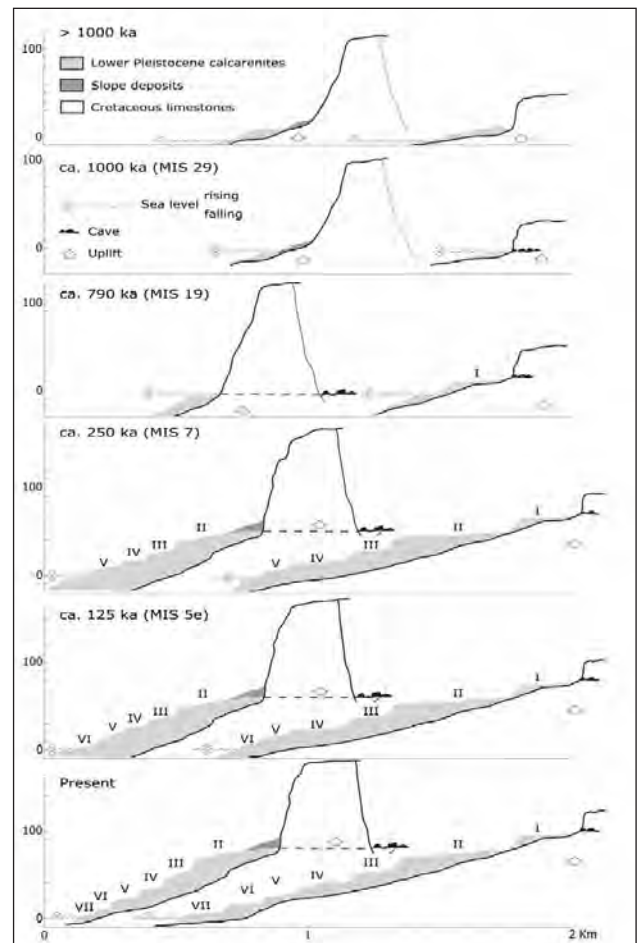 > 1000 ka
100
Lower Pleistocene calcarenites
Slope deposits
Cretaceous limestones
0
ca. 1000 ka (MIS 29)
Sea level rising
falling
Cave
Uplift
0
100
ca. 790 ka (MIS 19)
I
0
ca. 250 ka (MIS 7)
100
I
II II
III III
IV IV
V V
0
ca. 125 ka (MIS 5e)
100
I
II II
III III
IV IV
V V
VI VI
0
Present
100
I
II II
III III
IV IV
V V
VI VI
VII VII
0
0 1 2 Km